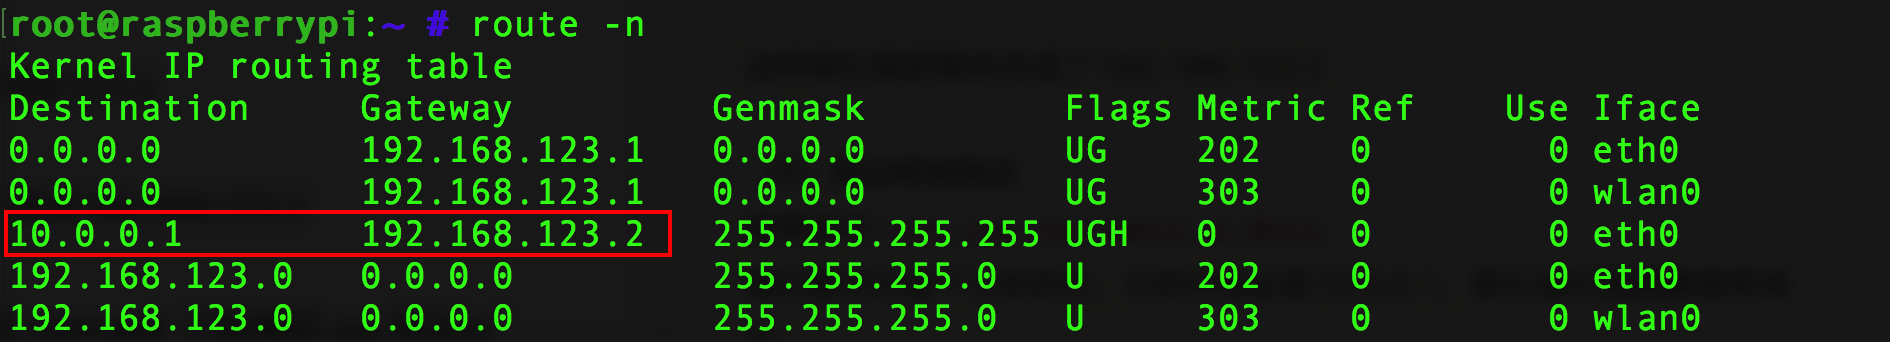 [root@raspberrypi:~ # route -n
Kernel IP routing table
Destination Gateway Genmask Flags Metric Ref Use Iface
0.0.0.0 192.168.123.1 0.0.0.0 UG 202 0 0 eth0
0.0.0.0 192.168.123.1 0.0.0.0 UG 303 0 0 wlan0
10.0.0.1 192.168.123.2 255.255.255.255 UGH 0 0 0 eth0
192.168.123.0 0.0.0.0 255.255.255.0 U 202 0 0 eth0
192.168.123.0 0.0.0.0 255.255.255.0 U 303 0 0 wlan0